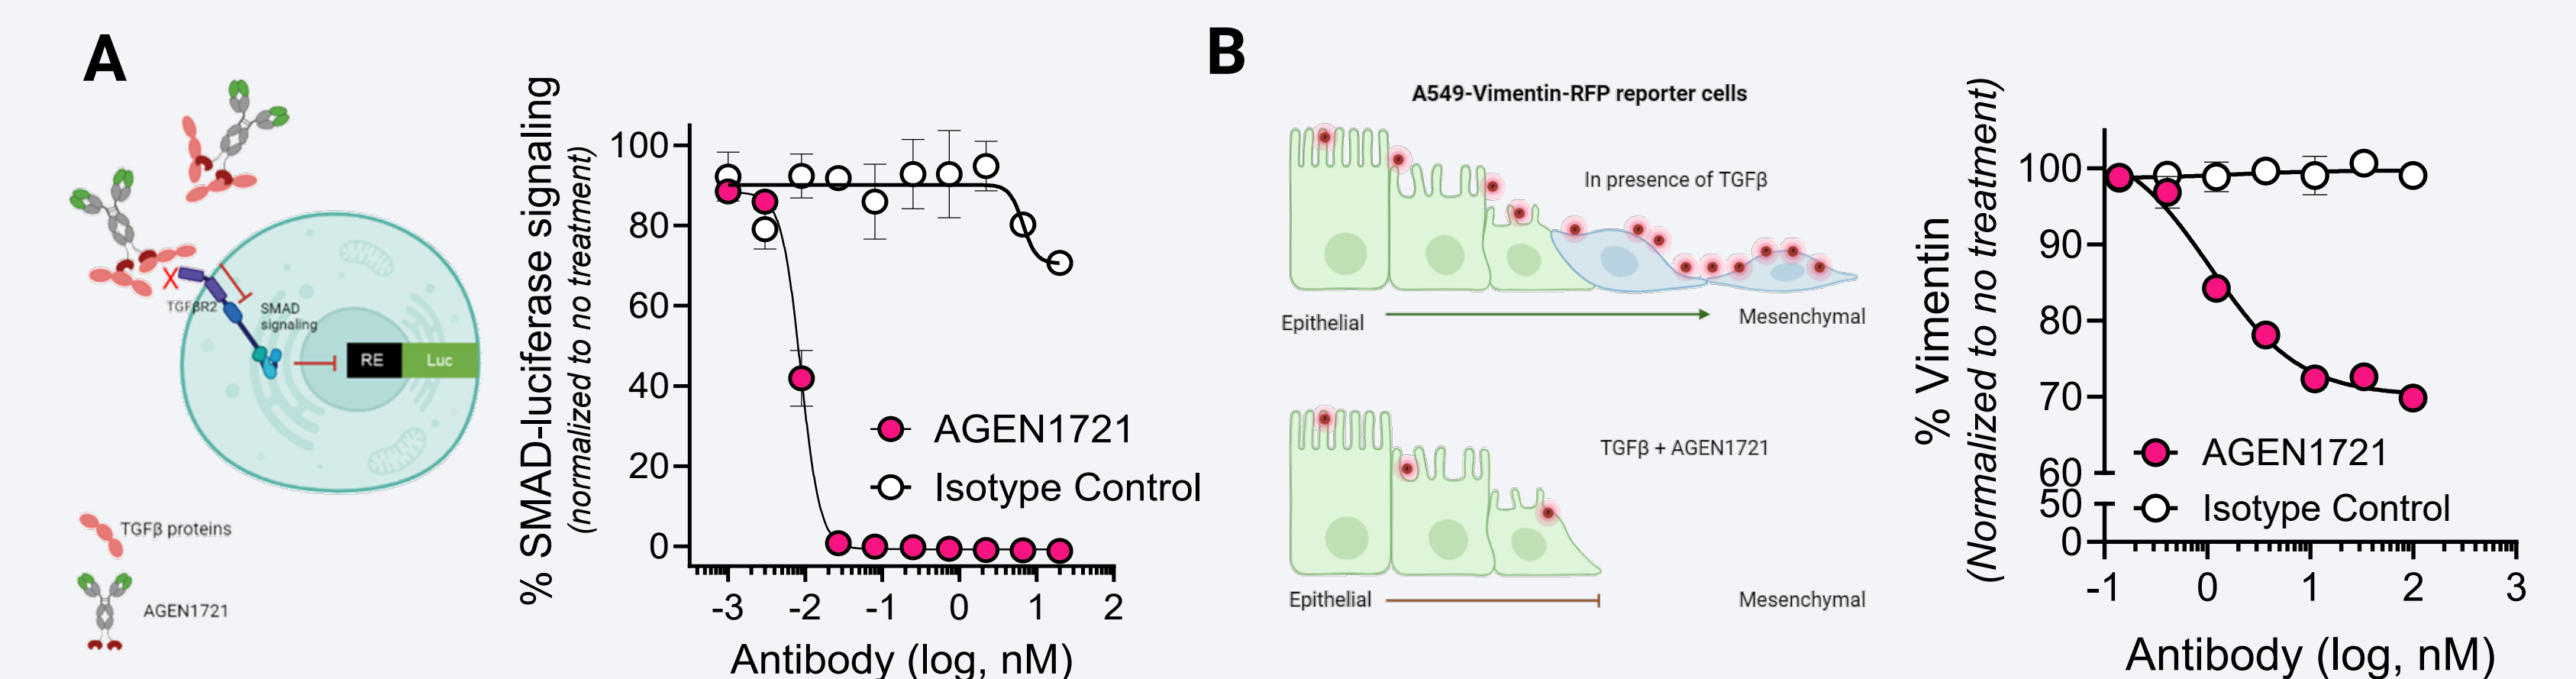 A
TGFβR2
SMAD
signaling
RE
Luc
TGFβ proteins
AGEN1721
% SMAD-luciferase signaling
(normalized to no treatment)
100
80
60
40
20
0
AGEN1721
Isotype Control
-3 -2 -1 0 1 2
Antibody (log, nM)
B
A549-Vimentin-RFP reporter cells
In presence of TGFβ
Epithelial
Mesenchymal
TGFβ + AGEN1721
Epithelial
Mesenchymal
% Vimentin
(Normalized to no treatment)
100
90
80
70
60
50
0
AGEN1721
Isotype Control
-1 0 1 2 3
Antibody (log, nM)